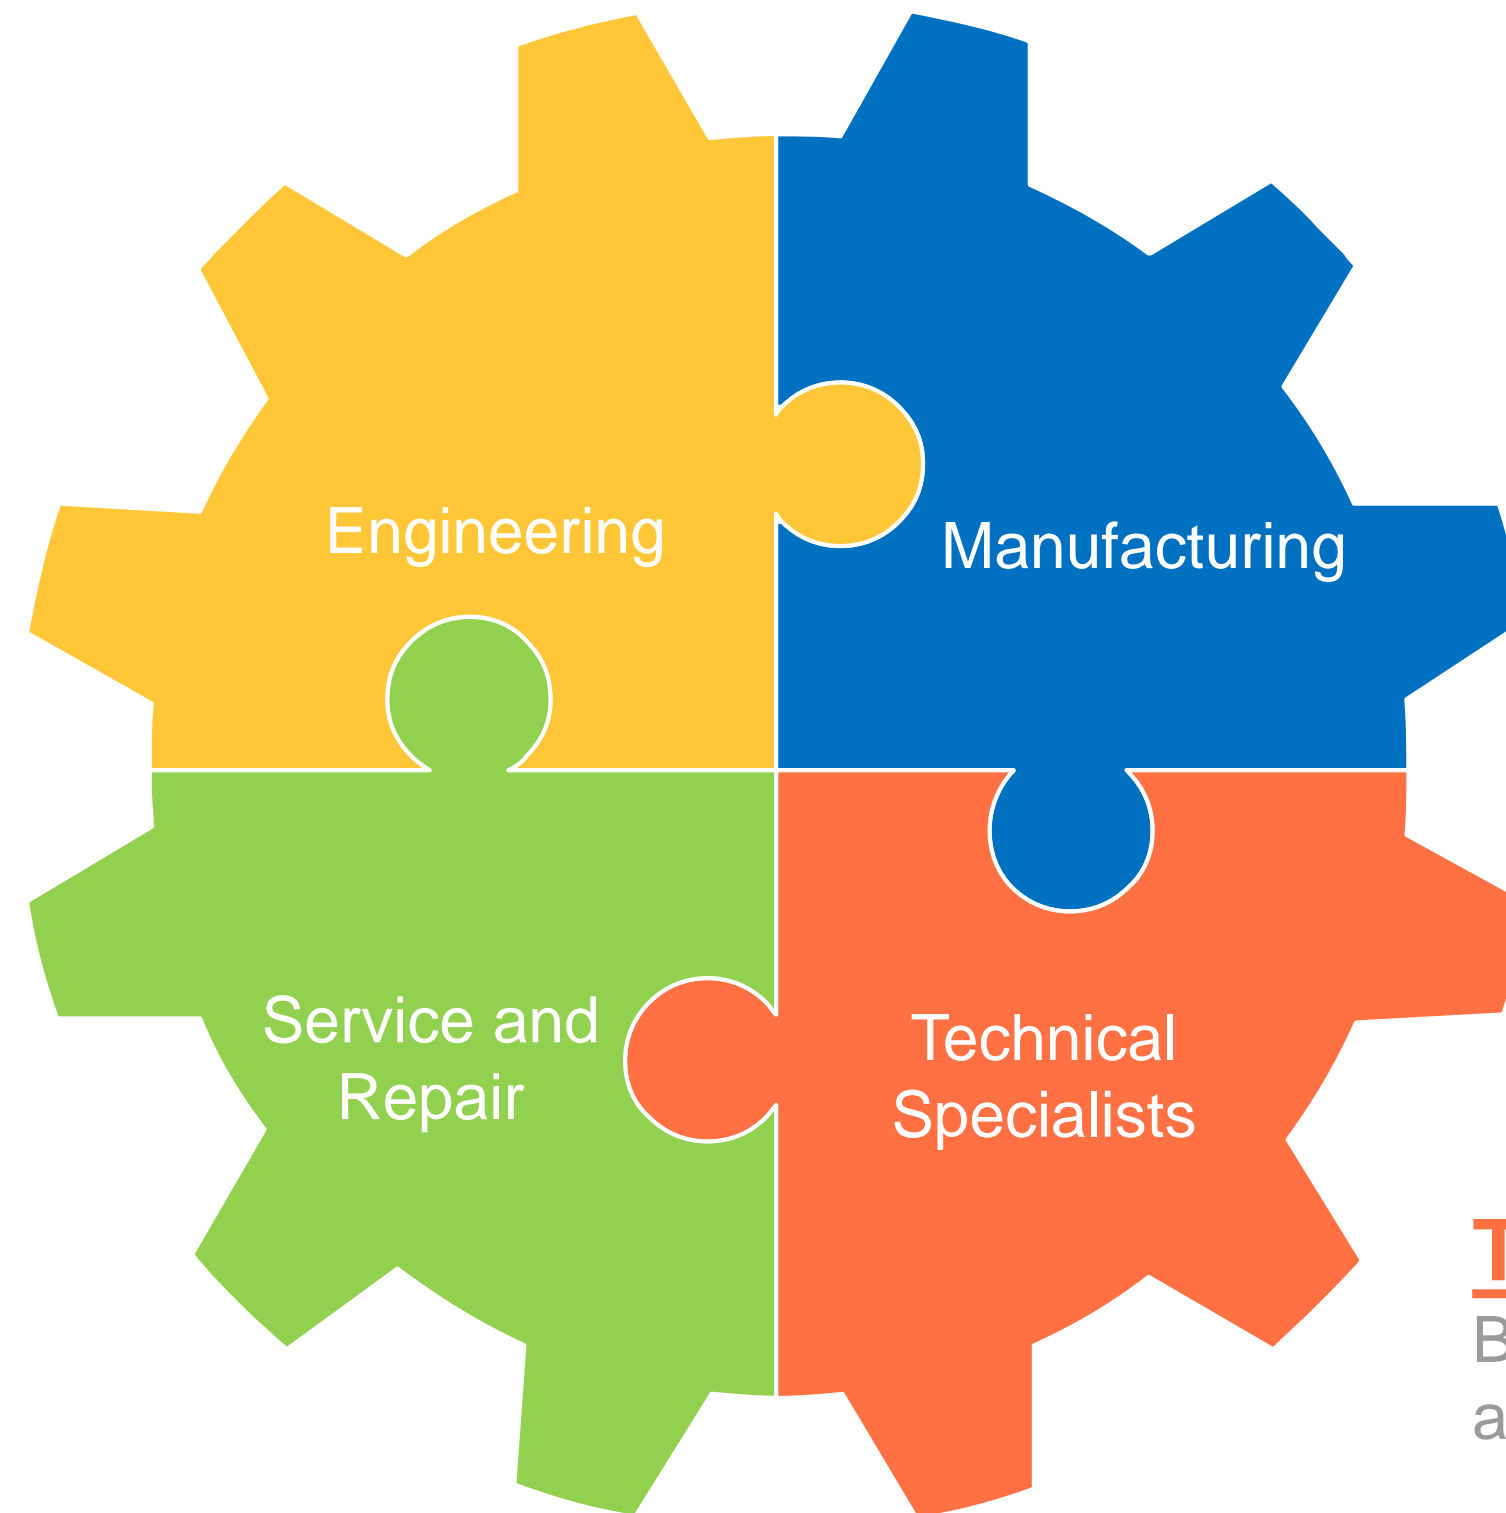 Engineering
Manufacturing
Service and
Repair
Technical
Specialists
T
B
a